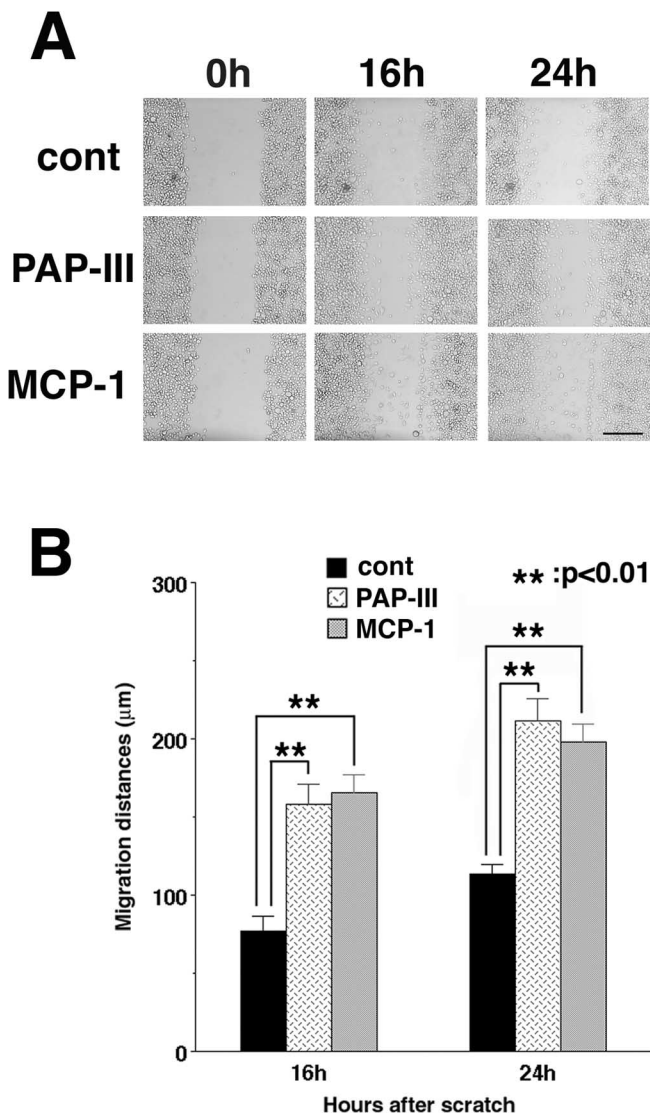 A
0h 16h 24h
cont
PAP-III
MCP-1
B
cont
PAP-III
MCP-1
** :p<0.01
Migration distances (μm)
300
200
100
0
**
**
**
**
16h 24h
Hours after scratch